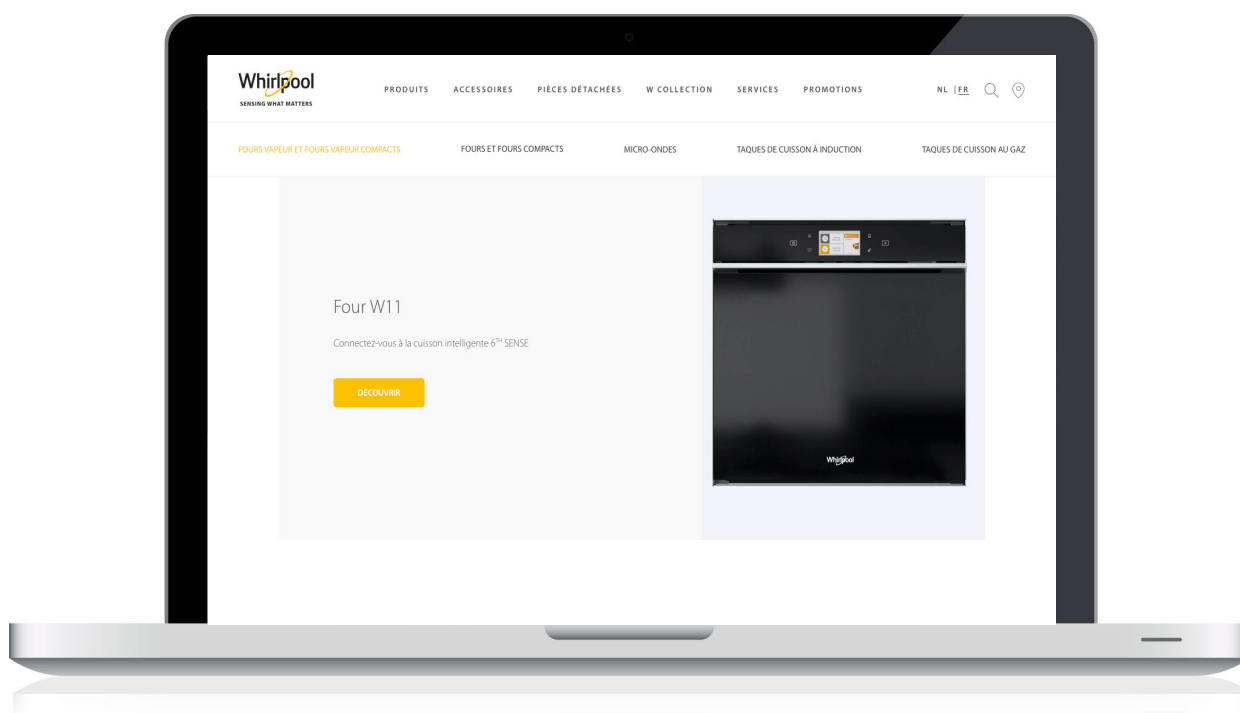 Whirlpool
SENSING WHAT MATTERS
PRODUITS ACCESSOIRES PIÈCES DÉTACHÉES W COLLECTION SERVICES PROMOTIONS NL | FR
FOURS VAPEUR ET FOURS VAPEUR COMPACTS FOURS ET FOURS COMPACTS MICRO-ONDES TAQUES DE CUISSON À INDUCTION TAQUES DE CUISSON AU GAZ
Four W11
Connectez-vous à la cuisson intelligente 6TH SENSE
DÉCOUVRIR
Whirlpool